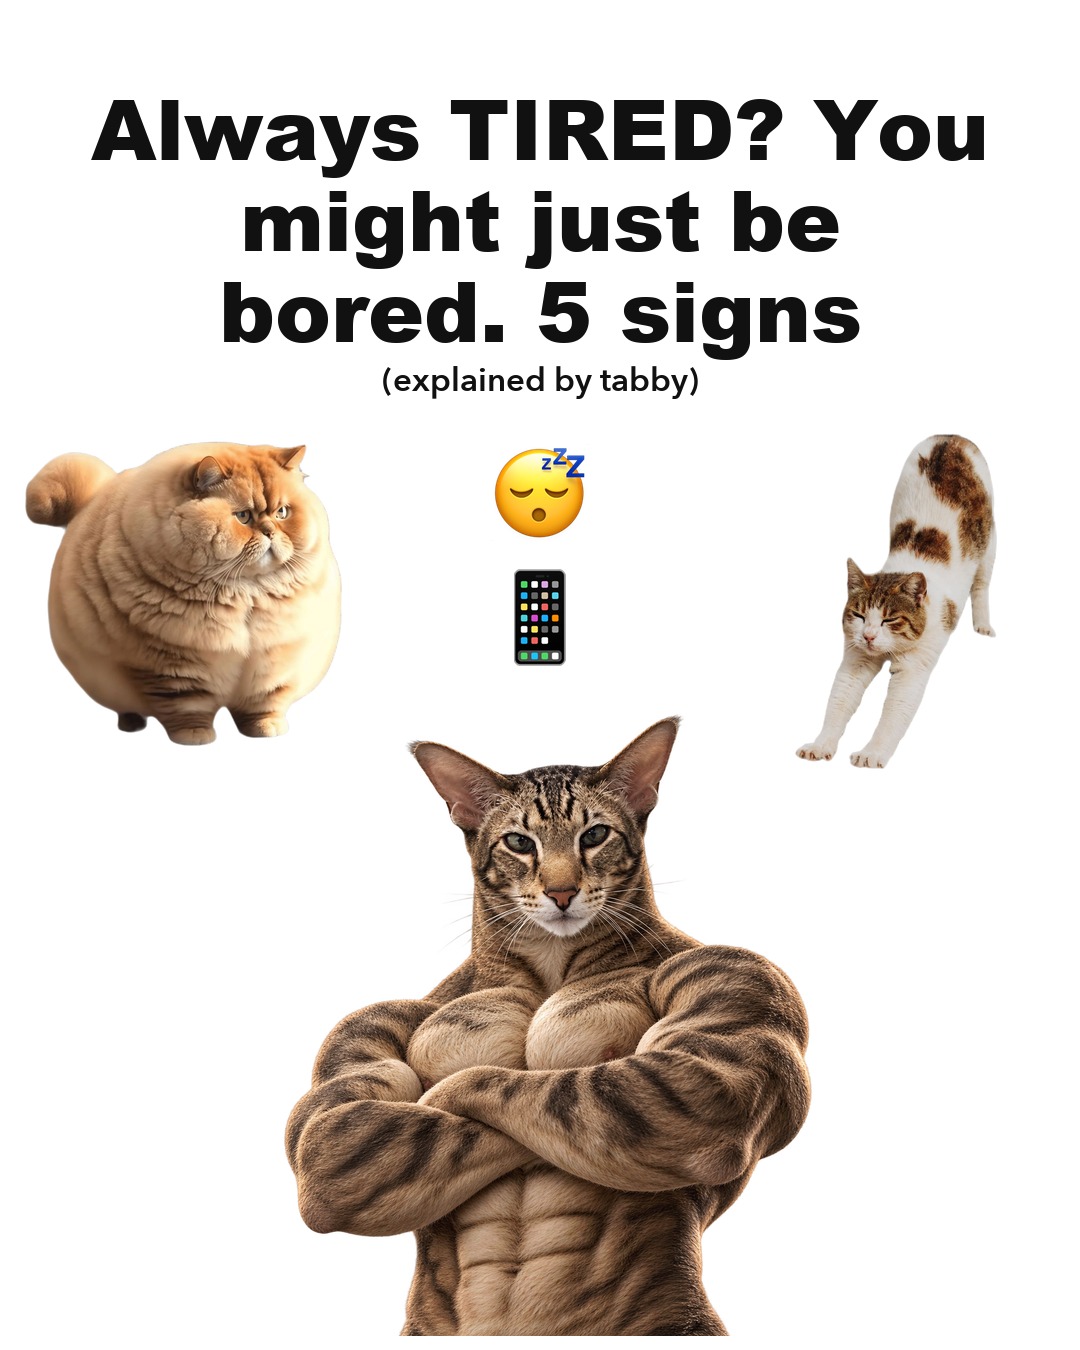 Always TIRED? You
might just be
bored. 5 signs
(explained by tabby)